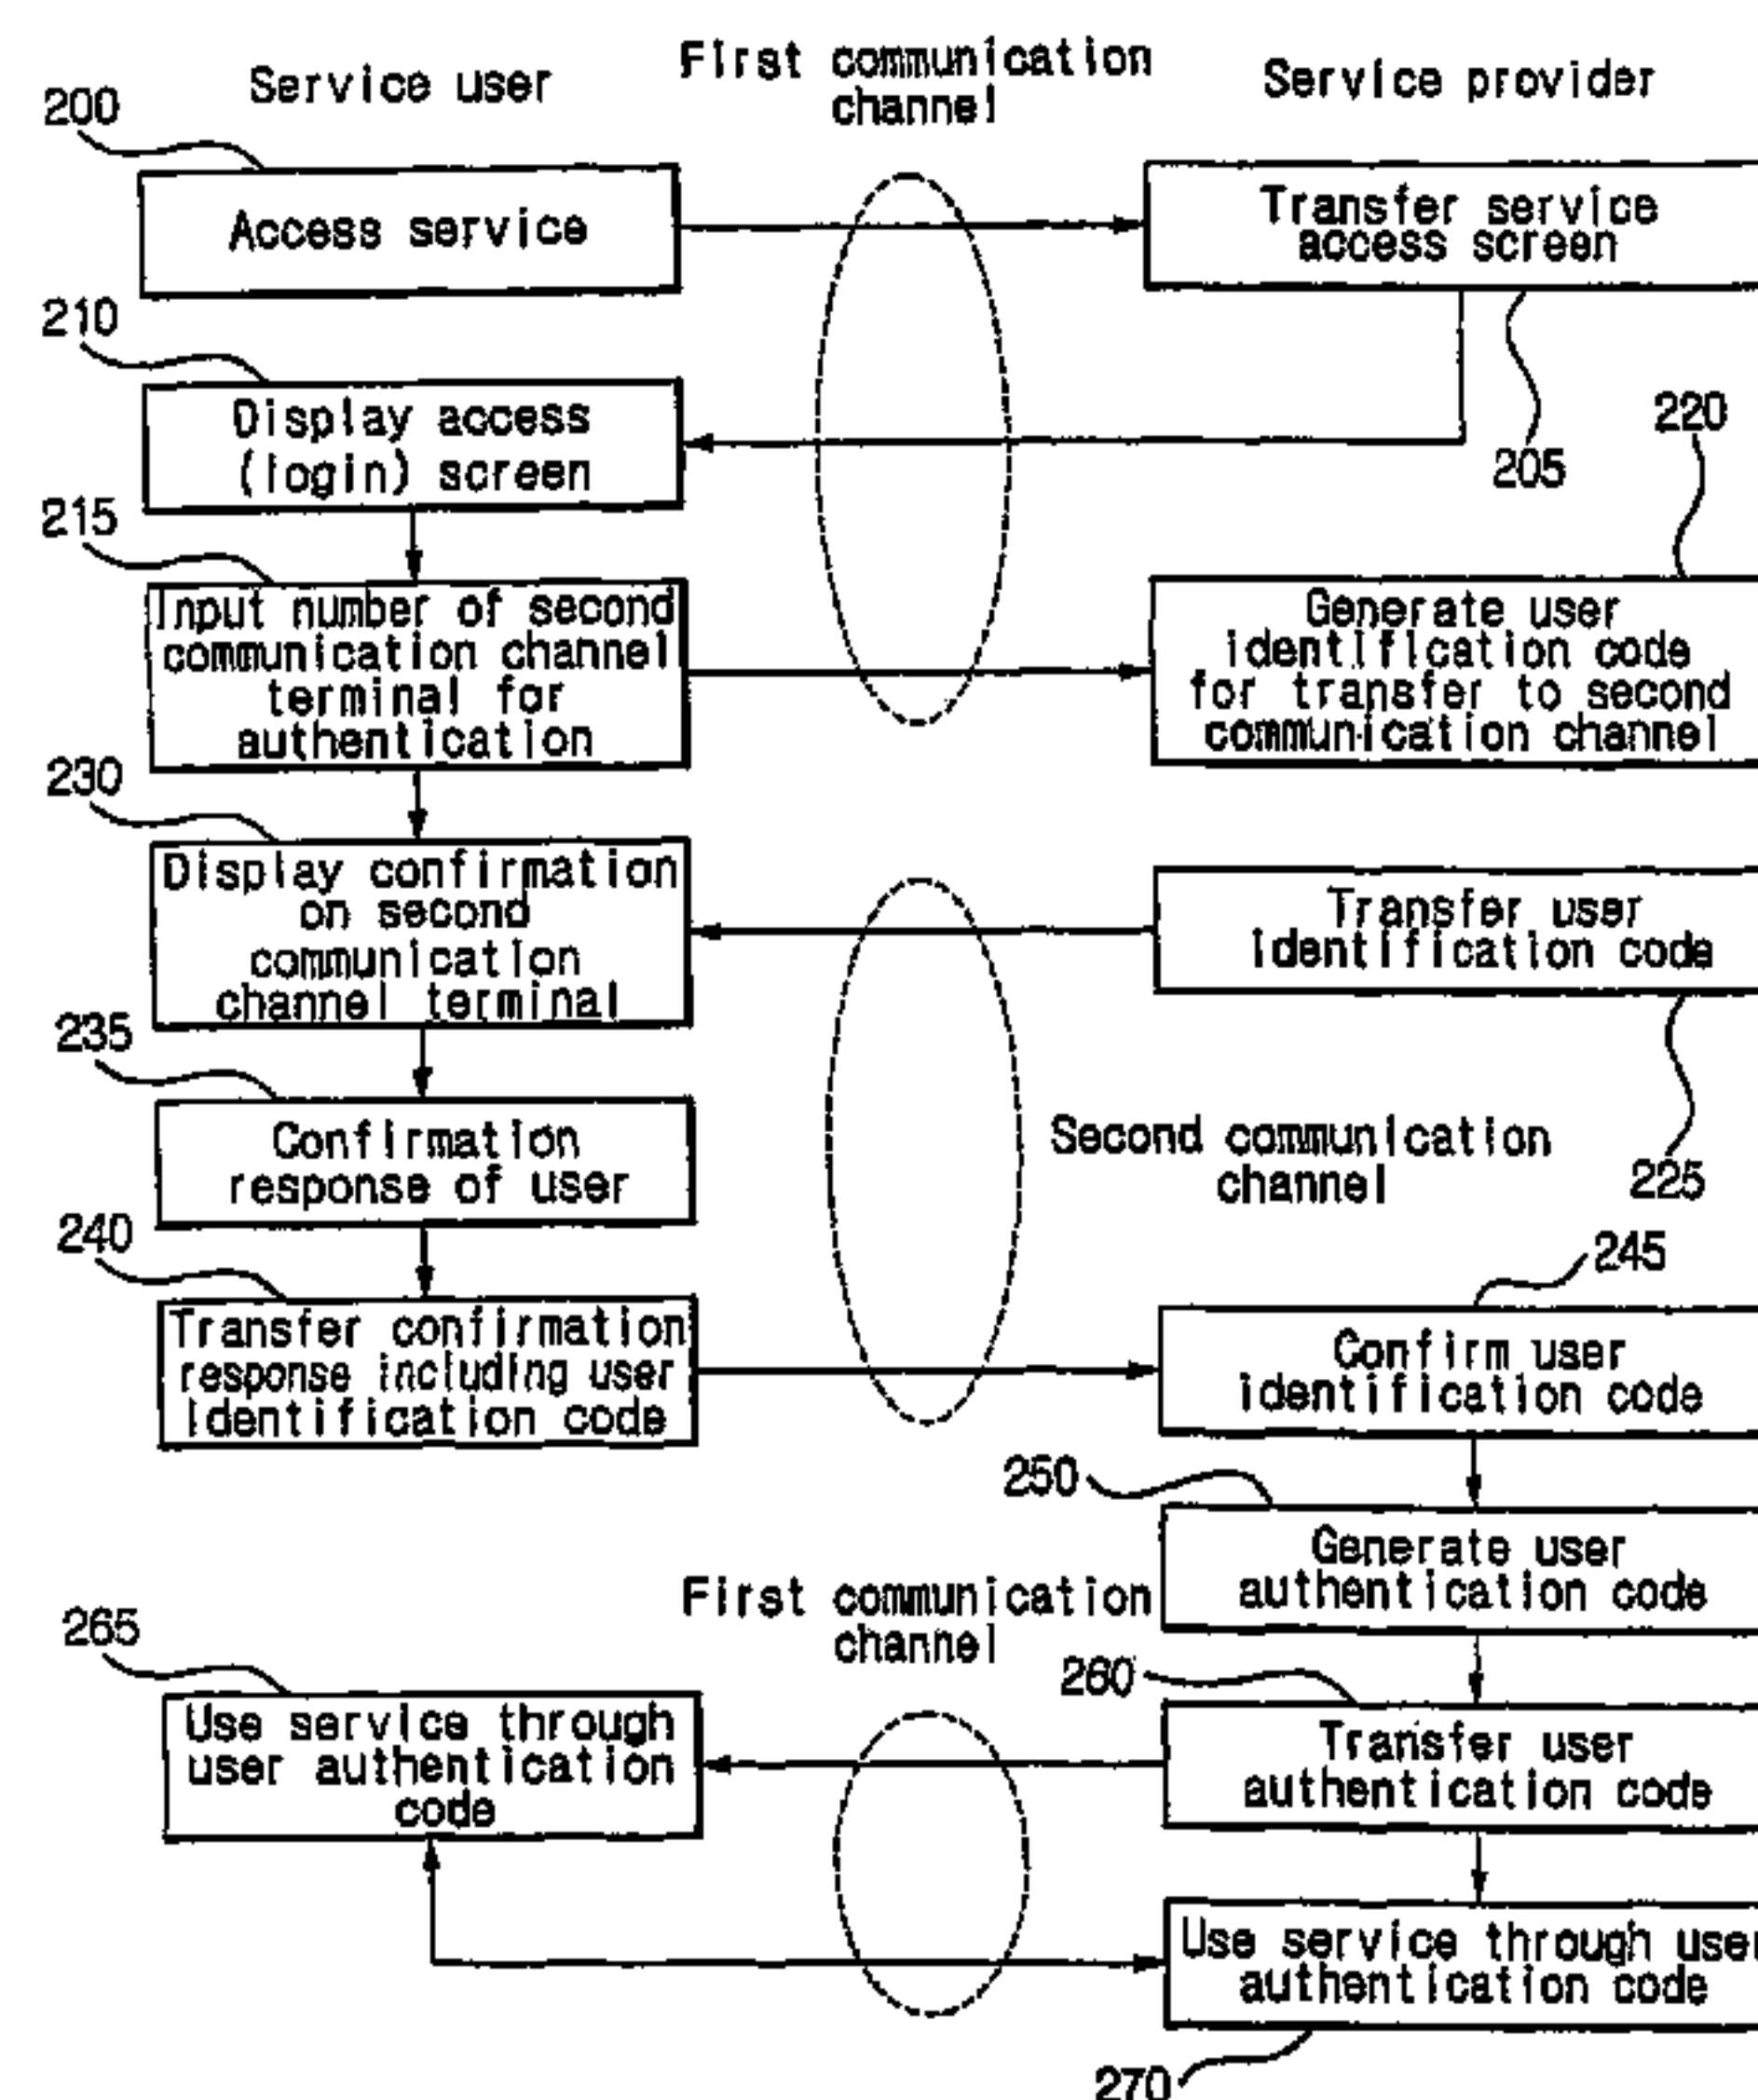 First communication
channel
Service user
Service provider
200
Access service
Transfer service
access screen
205
210
Display access
(login) screen
215
Input number of second
communication channel
terminal for
authentication
220
Generate user
identification code
for transfer to second
communication channel
230
Display confirmation
on second
communication
channel terminal
Transfer user
identification code
225
235
Confirmation
response of user
Second communication
channel
240
Transfer confirmation
response including user
identification code
245
Confirm user
identification code
250
Generate user
authentication code
First communication
channel
265
Use service through
user authentication
code
260
Transfer user
authentication code
Use service through user
authentication code
270